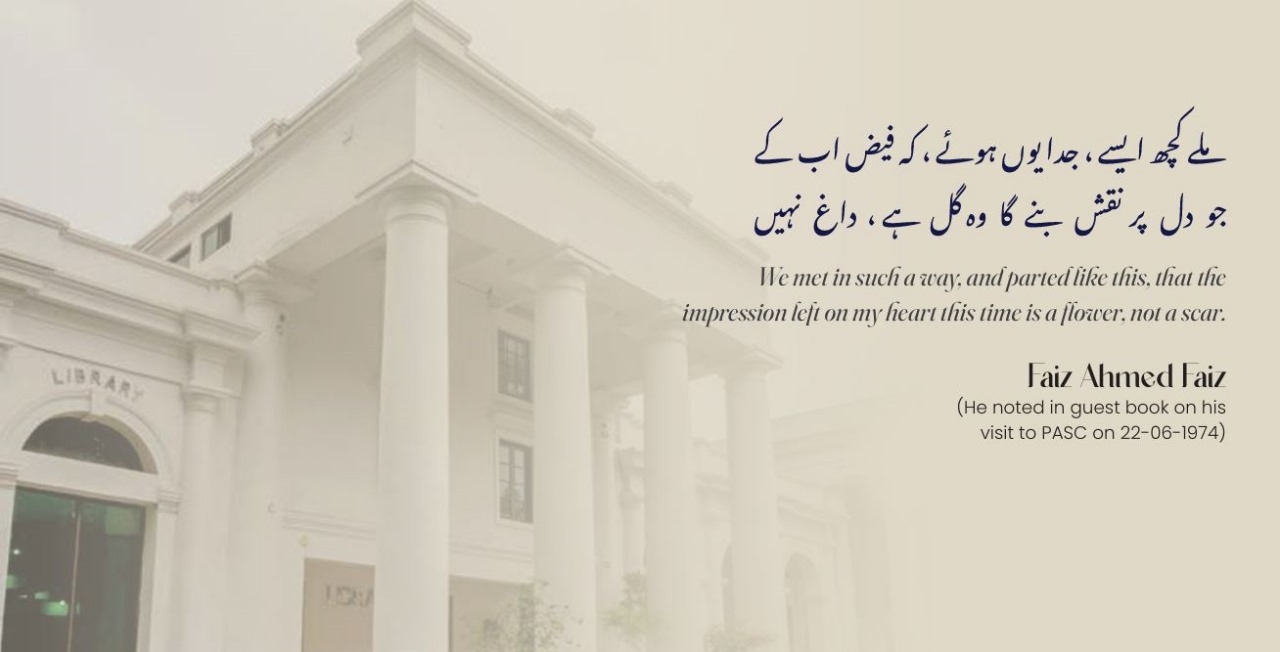 ملے کچھ ایسے، جدا یوں ہوئے، کہ فیض اب کے
جو دل پر نقش بنے گا وہ گل ہے، داغ نہیں
We met in such a way, and parted like this, that the
impression left on my heart this time is a flower, not a scar.
Faiz Ahmed Faiz
(He noted in guest book on his
visit to PASC on 22-06-1974)
LIBRARY